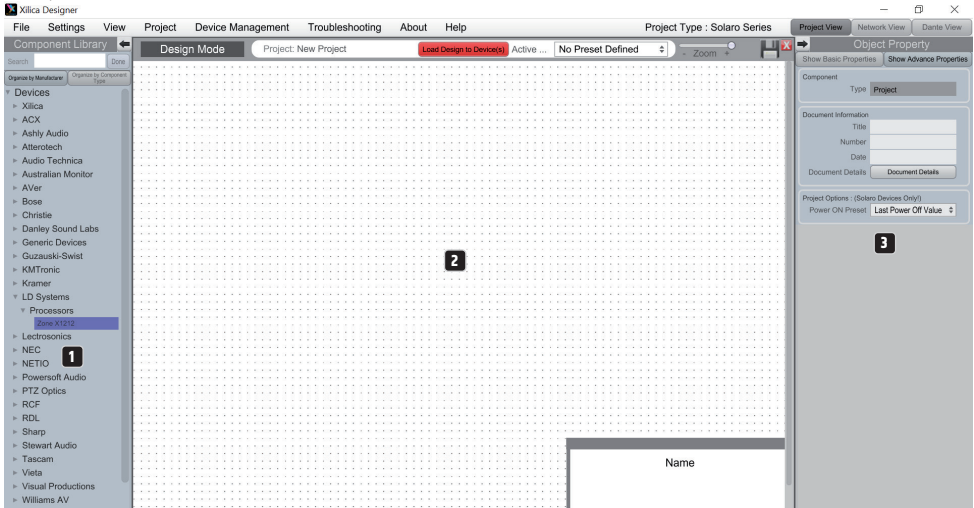 Xilica Designer
File Settings View Project Device Management Troubleshooting About Help Project Type : Solaro Series Project View Network View Dante View
Component Library
Search Done
Organize by Manufacturer Organize by Component Type
Devices
Xilica
ACX
Ashly Audio
Atterotech
Audio Technica
Australian Monitor
AVer
Bose
Christie
Danley Sound Labs
Generic Devices
Guzauski-Swist
KMTronic
Kramer
LD Systems
Processors
Zone X1212
Lectrosonics
NEC
NETIO
Powersoft Audio
PTZ Optics
RCF
RDL
Sharp
Stewart Audio
Tascam
Vieta
Visual Productions
Williams AV
1
Design Mode Project: New Project Load Design to Device(s) Active ... No Preset Defined - Zoom + X
2
Name
Object Property
Show Basic Properties Show Advance Properties
Component
Type Project
Document Information
Title
Number
Date
Document Details Document Details
Project Options : (Solaro Devices Only!)
Power ON Preset Last Power Off Value
3